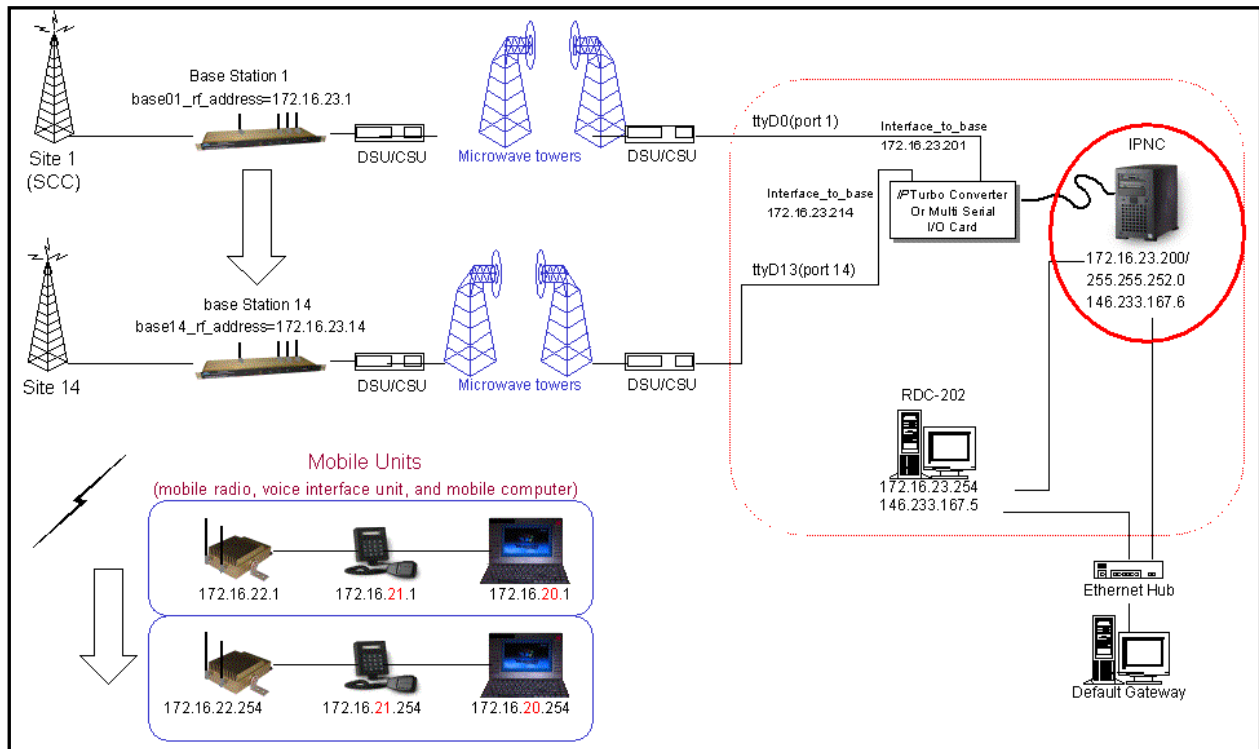 Base Station 1
base01_rf_address=172.16.23.1
Site 1
(SCC)
DSU/CSU
Microwave towers
DSU/CSU
ttyD0(port 1)
Interface_to_base
172.16.23.201
IPNC
Interface_to_base
172.16.23.214
IPTurbo Converter
Or Multi Serial
I/O Card
172.16.23.200/
255.255.252.0
146.233.167.6
base Station 14
base14_rf_address=172.16.23.14
Site 14
DSU/CSU
Microwave towers
DSU/CSU
ttyD13(port 14)
RDC-202
172.16.23.254
146.233.167.5
Mobile Units
(mobile radio, voice interface unit, and mobile computer)
172.16.22.1
172.16.21.1
172.16.20.1
172.16.22.254
172.16.21.254
172.16.20.254
Ethernet Hub
Default Gateway